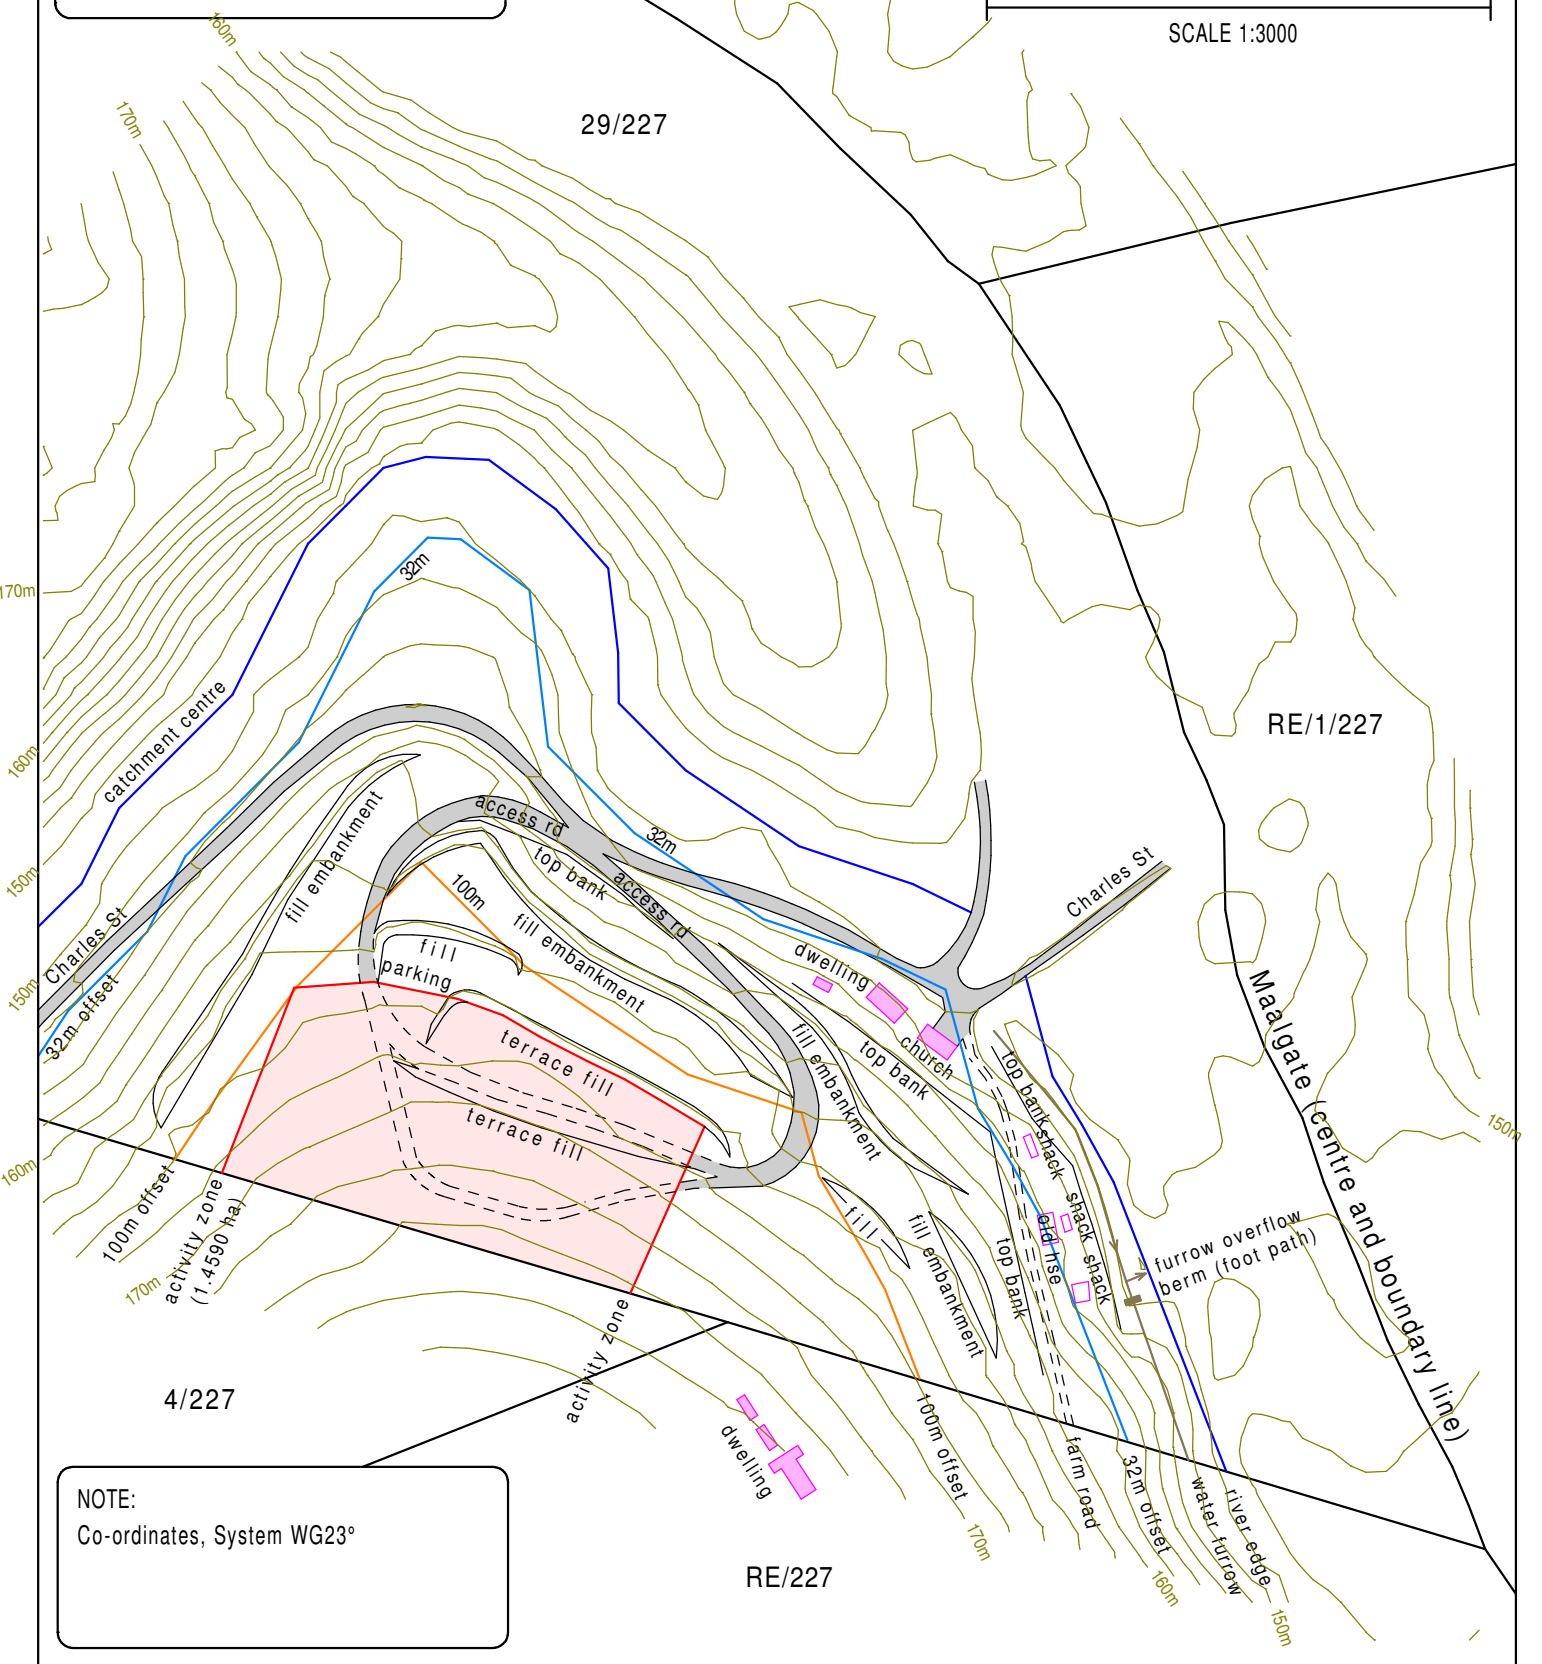 160m
SCALE 1:3000
170m
29/227
32m
170m
catchment centre
RE/1/227
160m
access rd
32m
fill embankment
top bank
Charles St
150m
100m
access rd
Charles St
fill embankment
fill
parking
dwelling
150m
32m offset
Maalgate (centre and boundary line)
terrace fill
fill embankment
top bank
church
top bank
terrace fill
shack
150m
160m
100m offset
activity zone
(1.4590 ha)
fill
fill embankment
top bank
old hse
shack
shack
furrow overflow
berm (foot path)
170m
activity zone
4/227
dwelling
100m offset
farm road
32m offset
water furrow
river edge
NOTE:
Co-ordinates, System WG23º
170m
RE/227
160m
150m